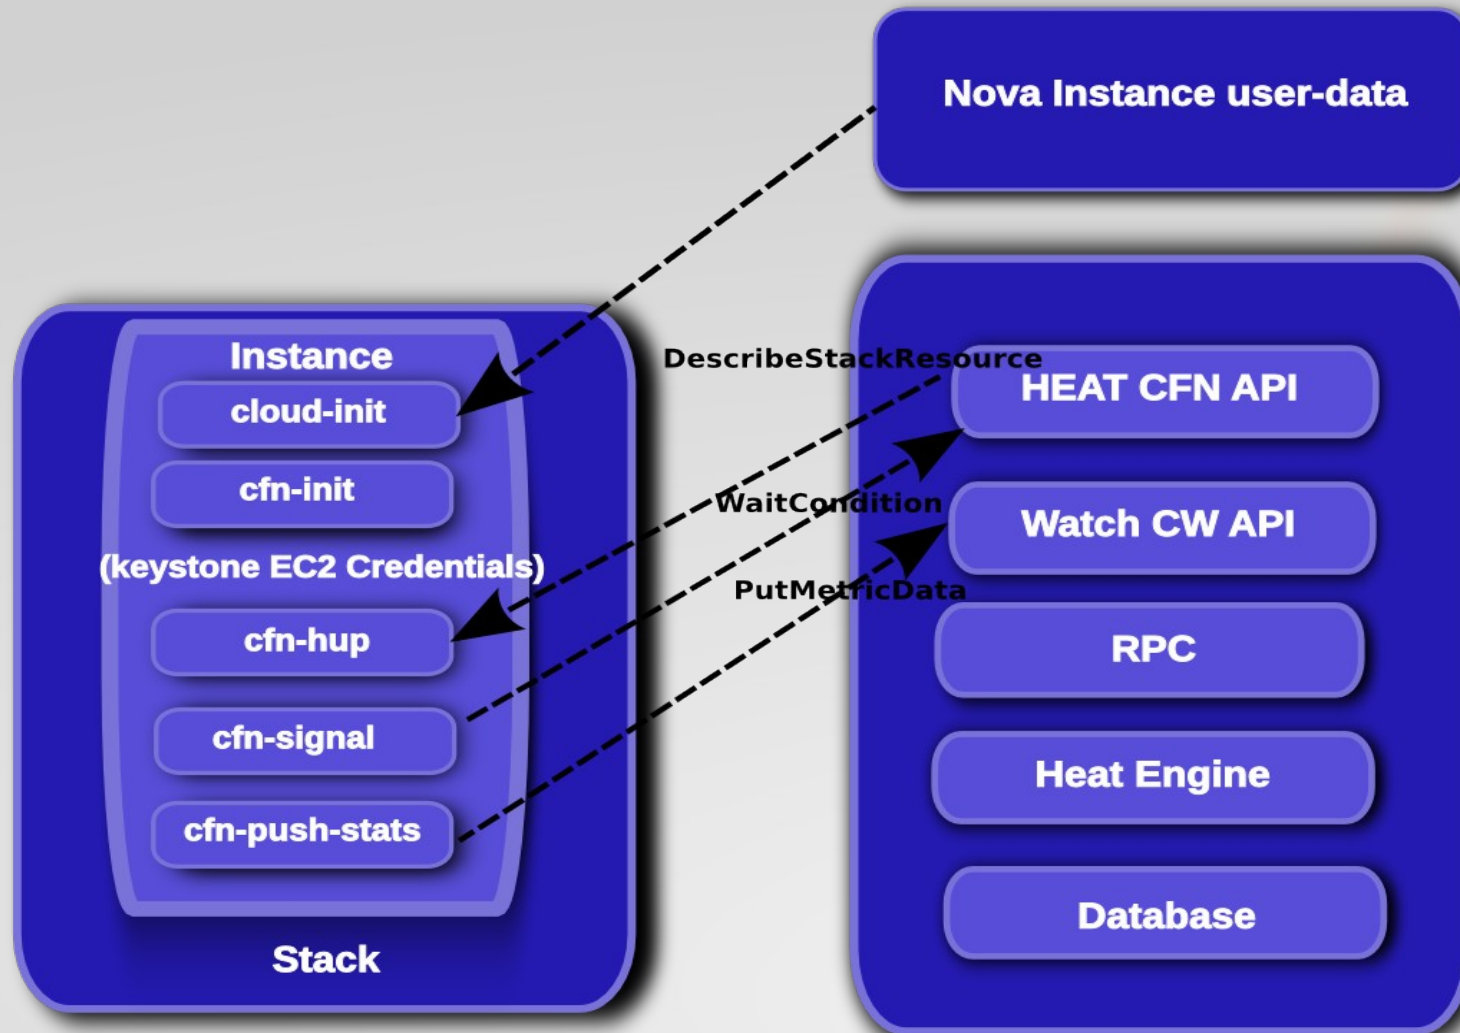 Nova Instance user-data
Instance
cloud-init
cfn-init
(keystone EC2 Credentials)
cfn-hup
cfn-signal
cfn-push-stats
Stack
DescribeStackResource
WaitCondition
PutMetricData
HEAT CFN API
Watch CW API
RPC
Heat Engine
Database